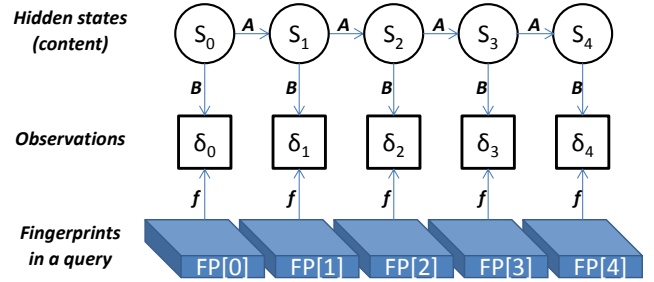 Hidden states
(content)
S0 A S1 A S2 A S3 A S4
B B B B B
Observations
δ0 δ1 δ2 δ3 δ4
f f f f f
Fingerprints
in a query
FP[0] FP[1] FP[2] FP[3] FP[4]